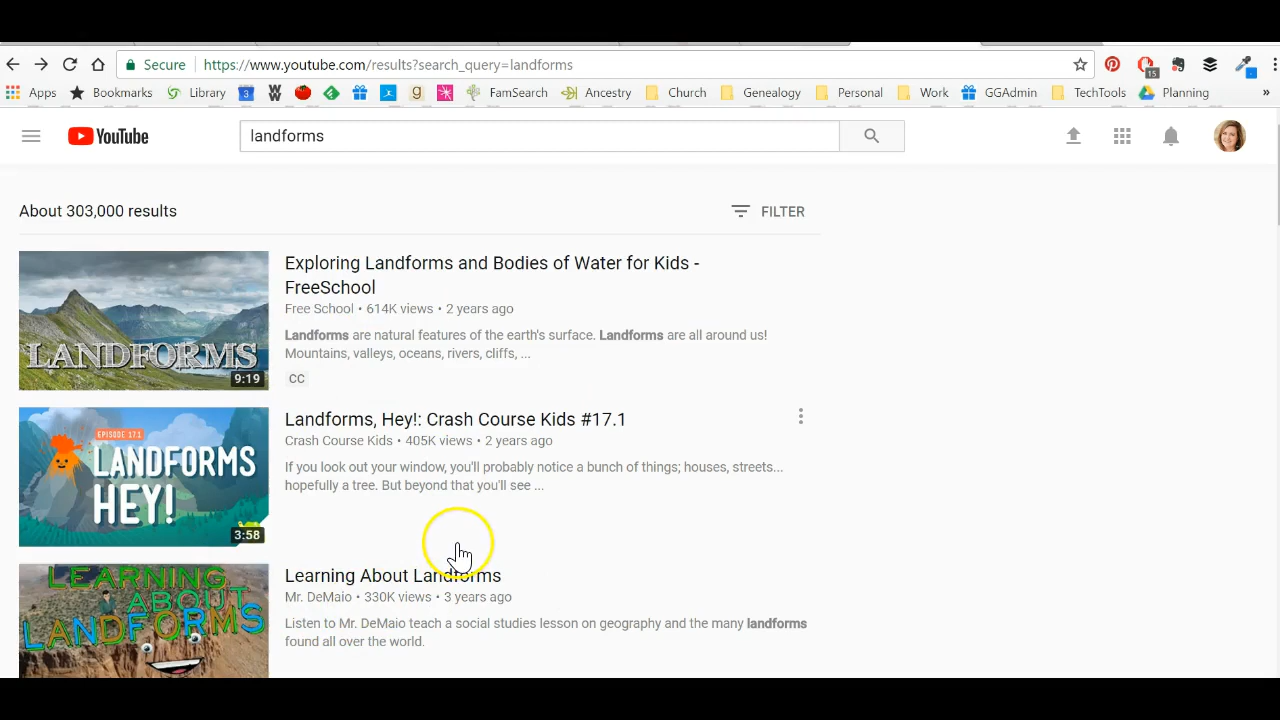 Secure https://www.youtube.com/results?search_query=landforms
15
Apps Bookmarks Library 3 W g FamSearch Ancestry Church Genealogy Personal Work GGAdmin TechTools Planning »
YouTube landforms
About 303,000 results FILTER
Exploring Landforms and Bodies of Water for Kids -
FreeSchool
Free School • 614K views • 2 years ago
Landforms are natural features of the earth's surface. Landforms are all around us!
Mountains, valleys, oceans, rivers, cliffs, ...
CC
LANDFORMS
9:19
Landforms, Hey!: Crash Course Kids #17.1
Crash Course Kids • 405K views • 2 years ago
If you look out your window, you'll probably notice a bunch of things; houses, streets...
hopefully a tree. But beyond that you'll see ...
EPISODE 17.1
LANDFORMS
HEY!
3:58
Learning About Landforms
Mr. DeMaio • 330K views • 3 years ago
Listen to Mr. DeMaio teach a social studies lesson on geography and the many landforms
found all over the world.
LEARNING
ABOUT
LANDFORMS